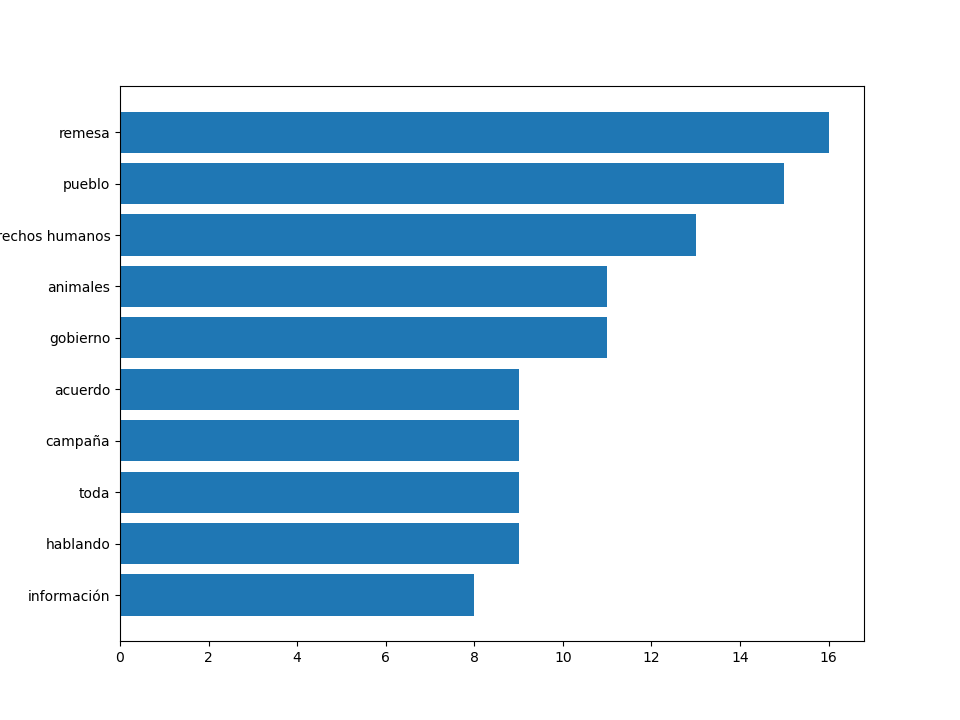 remesa
pueblo
rechos humanos
animales
gobierno
acuerdo
campaña
toda
hablando
información
0 2 4 6 8 10 12 14 16